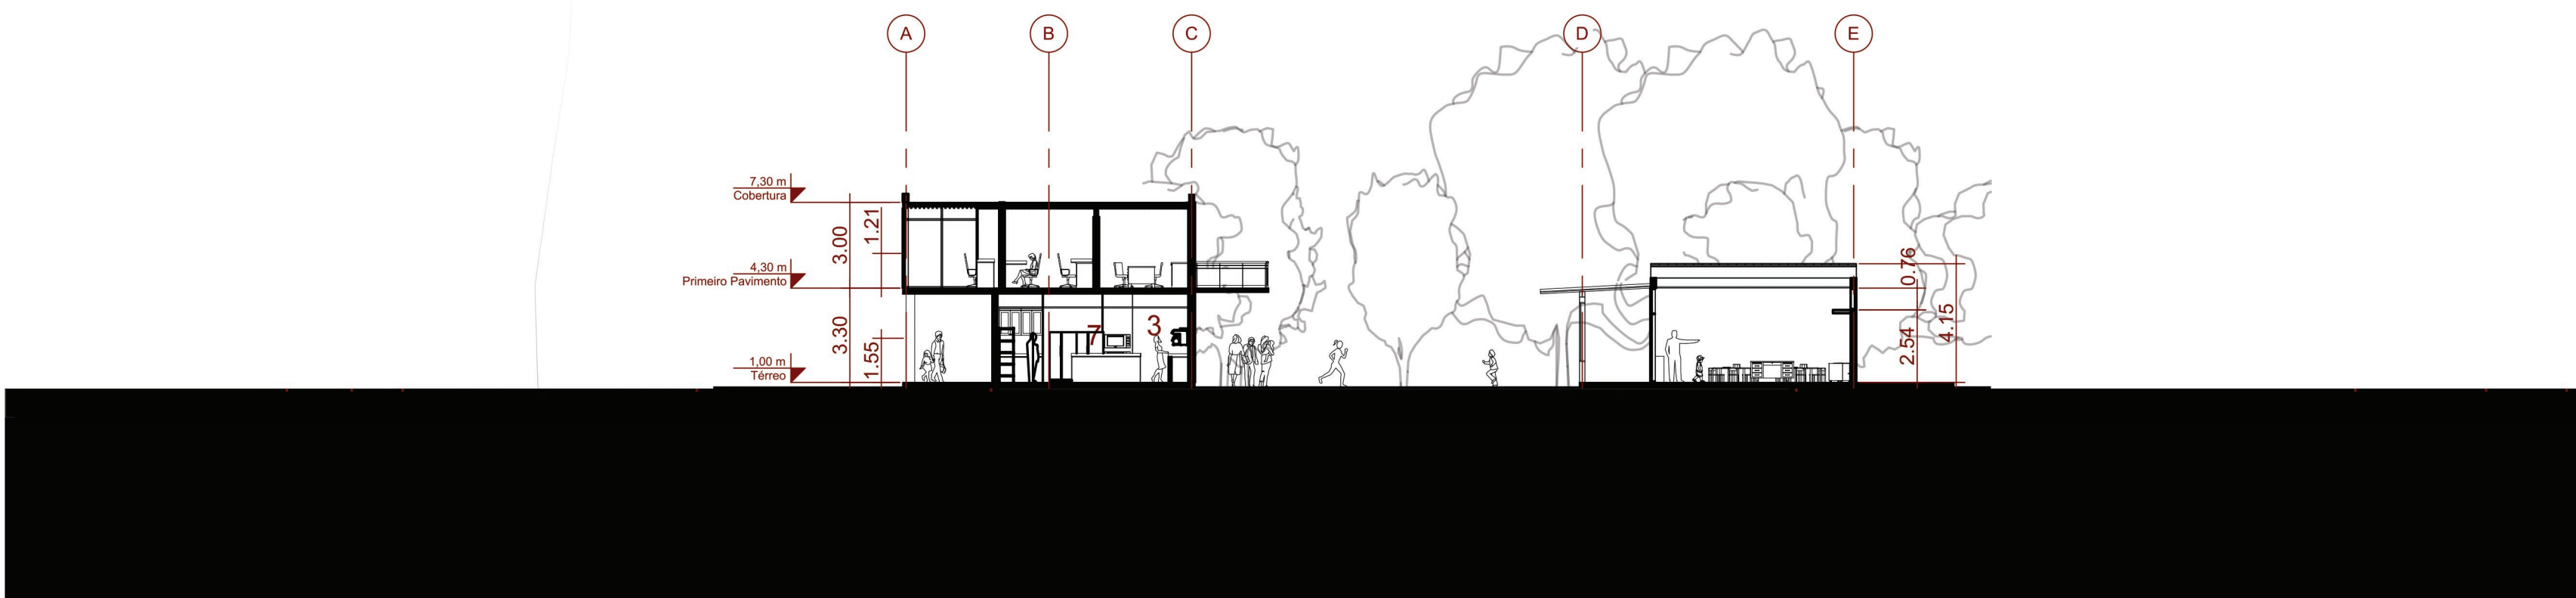 A
B
C
D
E
7,30 m
Cobertura
4,30 m
Primeiro Pavimento
1,00 m
Térreo
3.00
1.21
3.30
1.55
7
3
0.76
2.54
4.15